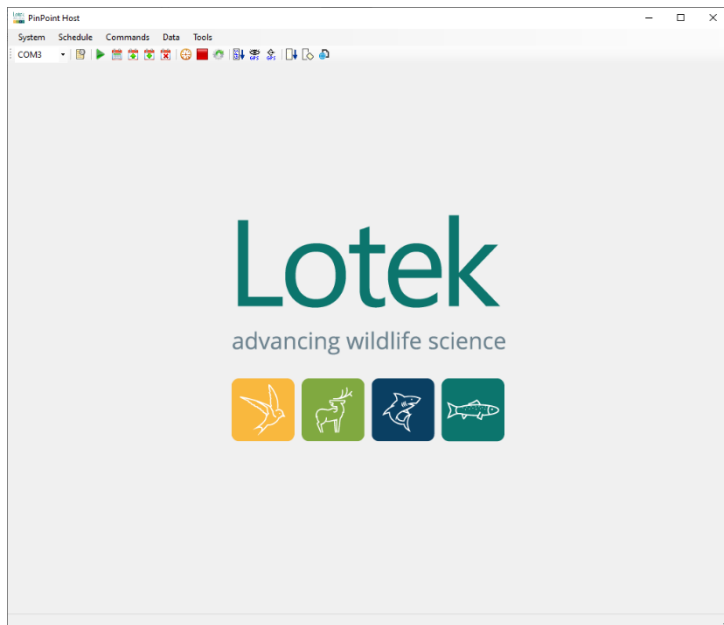 PinPoint Host
System Schedule Commands Data Tools
COM3
Lotek
advancing wildlife science